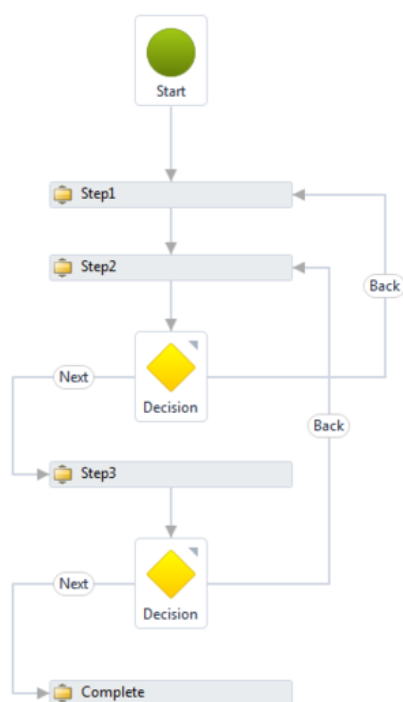 Start
Step1
Step2
Back
Next
Decision
Back
Step3
Next
Decision
Complete